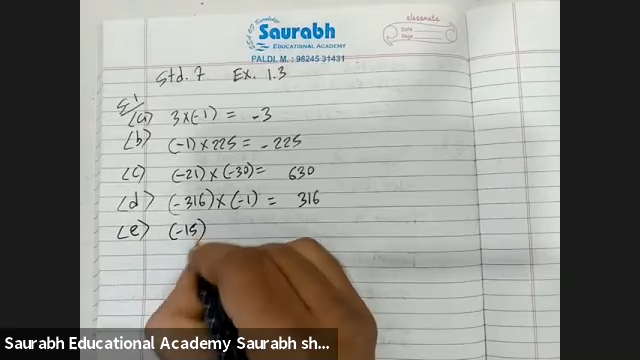 classmate
Date
Page
Saurabh
EDUCATIONAL ACADEMY
PALDI. M. : 98245 31431
Std. 7 Ex. 1.3
(a) 3 × (-1) = -3
(b) (-1) × 225 = -225
(c) (-21) × (-30) = 630
(d) (-316) × (-1) = 316
(e) (-15)
Saurabh Educational Academy Saurabh sh...